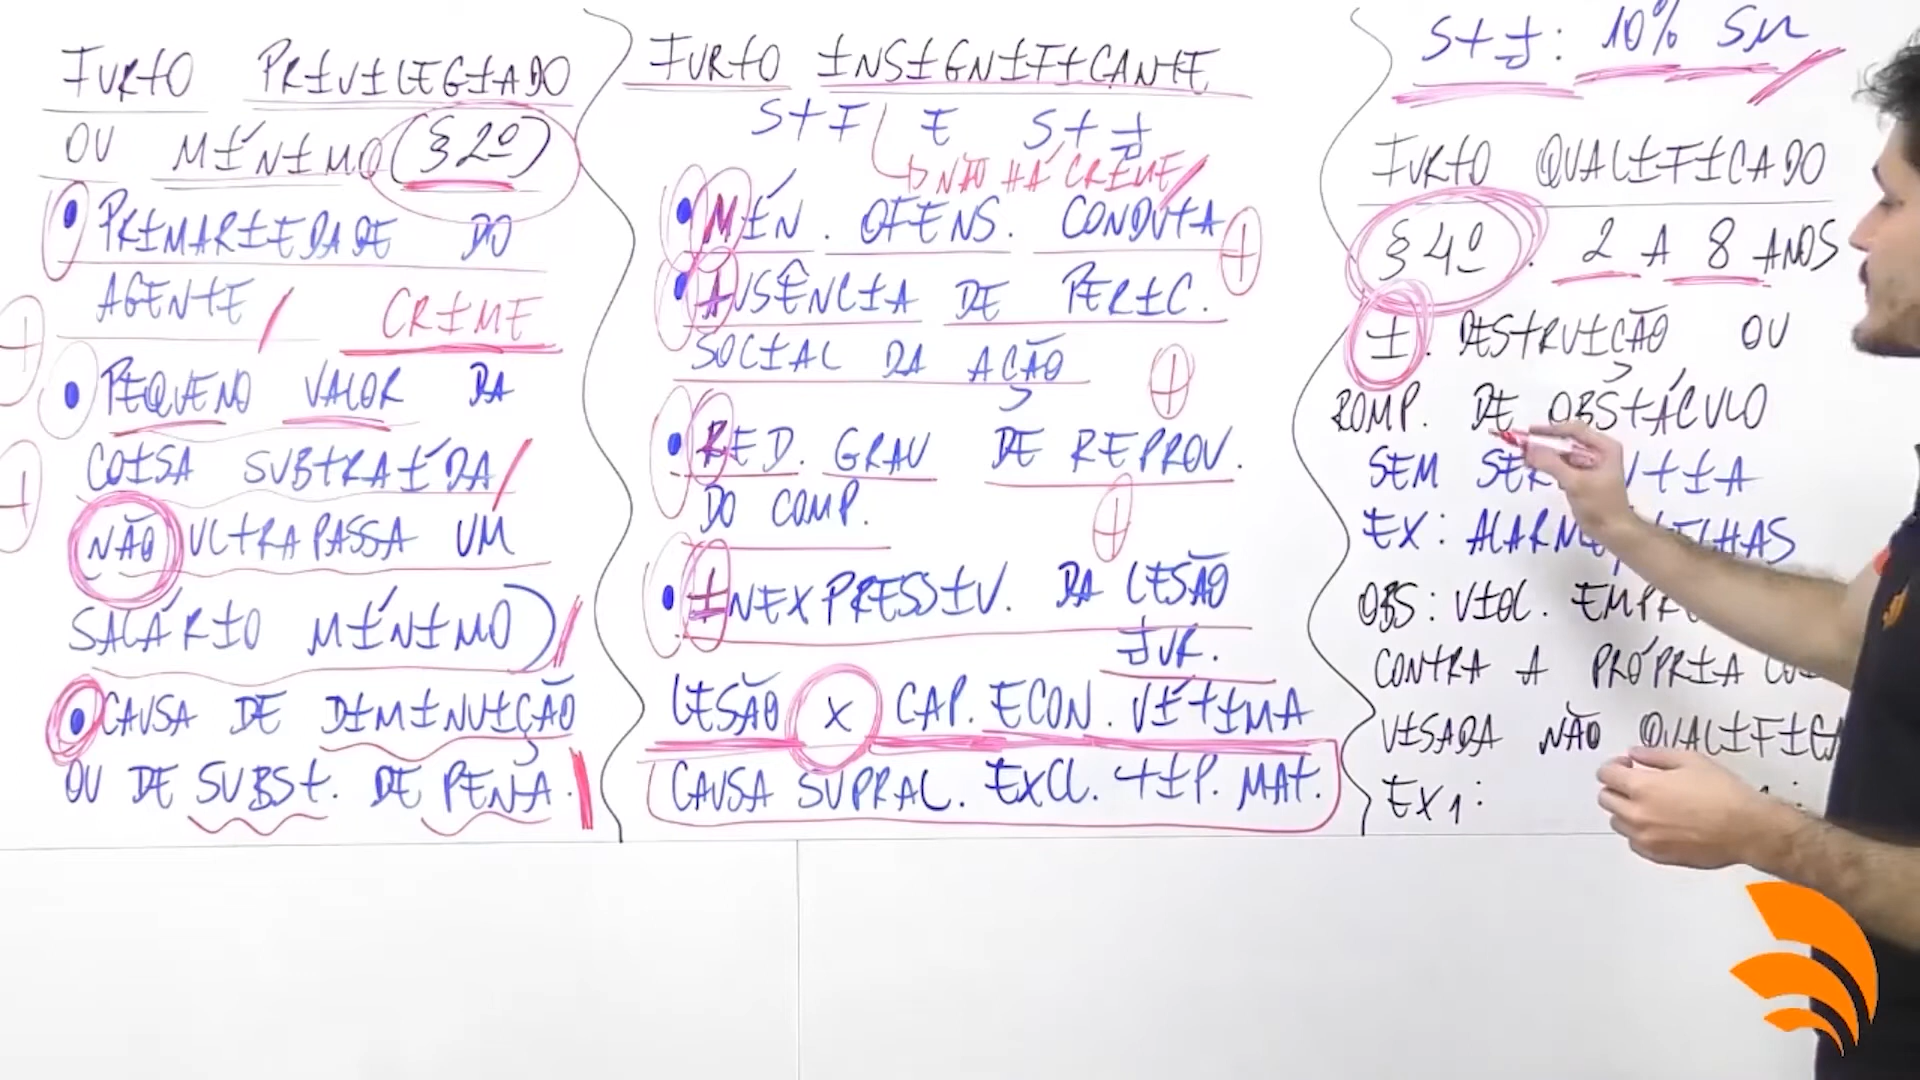 FURTO PRIVILEGIADO
OU MÍNIMO (§ 2º)
PRIMARIEDADE DO
AGENTE / CRIME
+
PEQUENO VALOR DA
COISA SUBTRAÍDA /
+
NÃO ULTRAPASSA UM
SALÁRIO MÍNIMO)
CAUSA DE DIMINUIÇÃO
OU DE SUBST. DE PENA.
FURTO INSIGNIFICANTE
STF E STJ
NÃO HÁ CRIME
MÍN. OFENS. CONDUTA
+
AUSÊNCIA DE PERIC.
SOCIAL DA AÇÃO
+
RED. GRAU DE REPROV.
DO COMP.
+
INEXPRESSIV. DA LESÃO
JUR.
LESÃO X CAP. ECON. VÍTIMA
CAUSA SUPRAL. EXCL. TIP. MAT.
STJ: 10% SM
FURTO QUALIFICADO
§ 4º. 2 A 8 ANOS
I. DESTRUIÇÃO OU
ROMP. DE OBSTÁCULO
SEM SER
EX:
OBS: VIOL.
CONTRA A PRÓPRIA
VISADA NÃO
EX1: